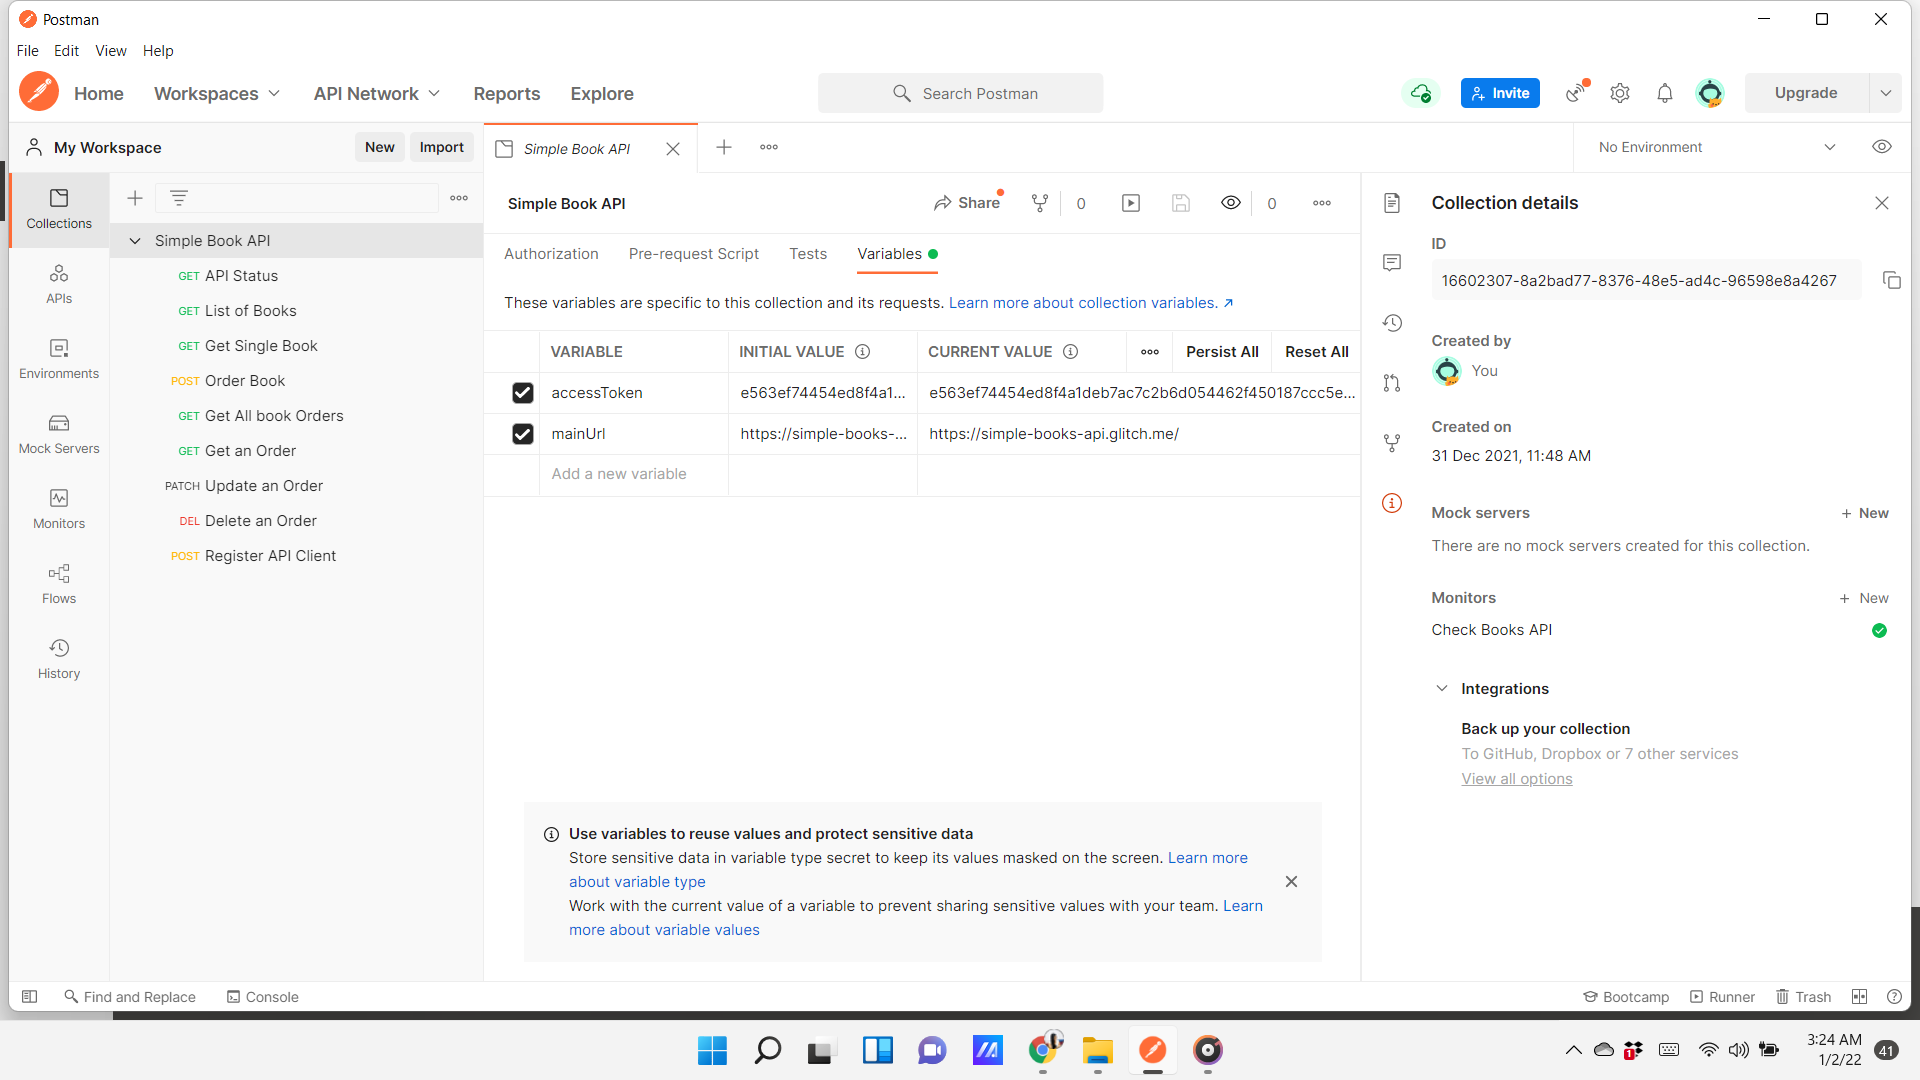 Postman
File Edit View Help
Home Workspaces API Network Reports Explore Search Postman Invite Upgrade
My Workspace New Import Simple Book API No Environment
Collections
APIs
Environments
Mock Servers
Monitors
Flows
History
Simple Book API
GET API Status
GET List of Books
GET Get Single Book
POST Order Book
GET Get All book Orders
GET Get an Order
PATCH Update an Order
DEL Delete an Order
POST Register API Client
Simple Book API Share 0 0
Authorization Pre-request Script Tests Variables
These variables are specific to this collection and its requests. Learn more about collection variables. ↗
VARIABLE INITIAL VALUE CURRENT VALUE Persist All Reset All
accessToken e563ef74454ed8f4a1... e563ef74454ed8f4a1deb7ac7c2b6d054462f450187ccc5e...
mainUrl https://simple-books-... https://simple-books-api.glitch.me/
Add a new variable
Use variables to reuse values and protect sensitive data
Store sensitive data in variable type secret to keep its values masked on the screen. Learn more
about variable type
Work with the current value of a variable to prevent sharing sensitive values with your team. Learn
more about variable values
Collection details
ID
16602307-8a2bad77-8376-48e5-ad4c-96598e8a4267
Created by
You
Created on
31 Dec 2021, 11:48 AM
Mock servers + New
There are no mock servers created for this collection.
Monitors + New
Check Books API
Integrations
Back up your collection
To GitHub, Dropbox or 7 other services
View all options
Find and Replace Console Bootcamp Runner Trash
1
3:24 AM
1/2/22
41